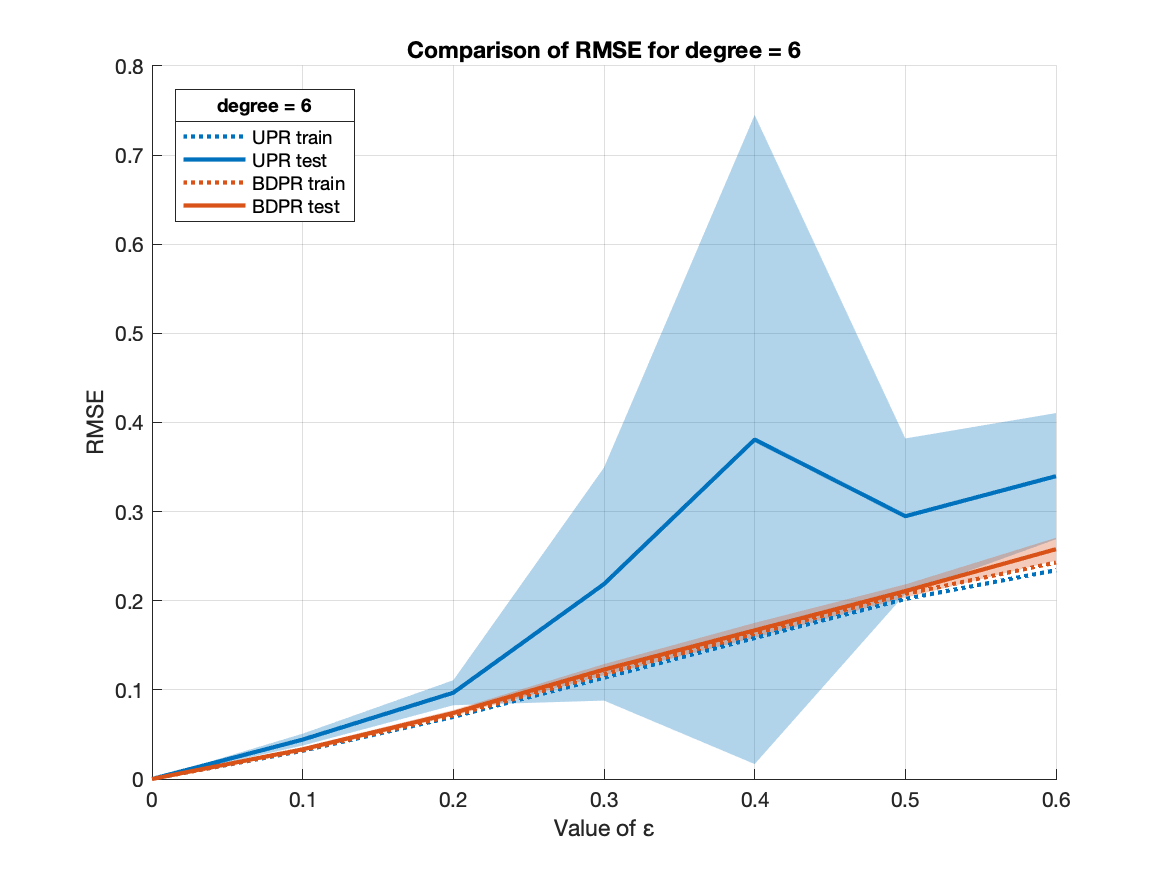 Comparison of RMSE for degree = 6
degree = 6
UPR train
UPR test
BDPR train
BDPR test
RMSE
0.8
0.7
0.6
0.5
0.4
0.3
0.2
0.1
0
0 0.1 0.2 0.3 0.4 0.5 0.6
Value of ε